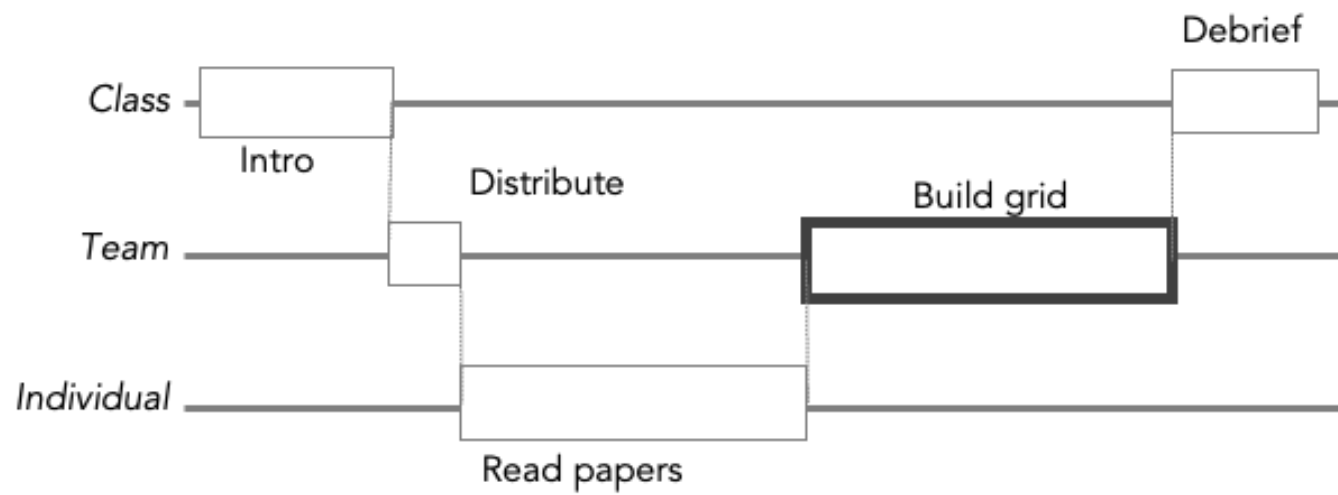 Debrief
Class
Intro
Distribute
Build grid
Team
Individual
Read papers